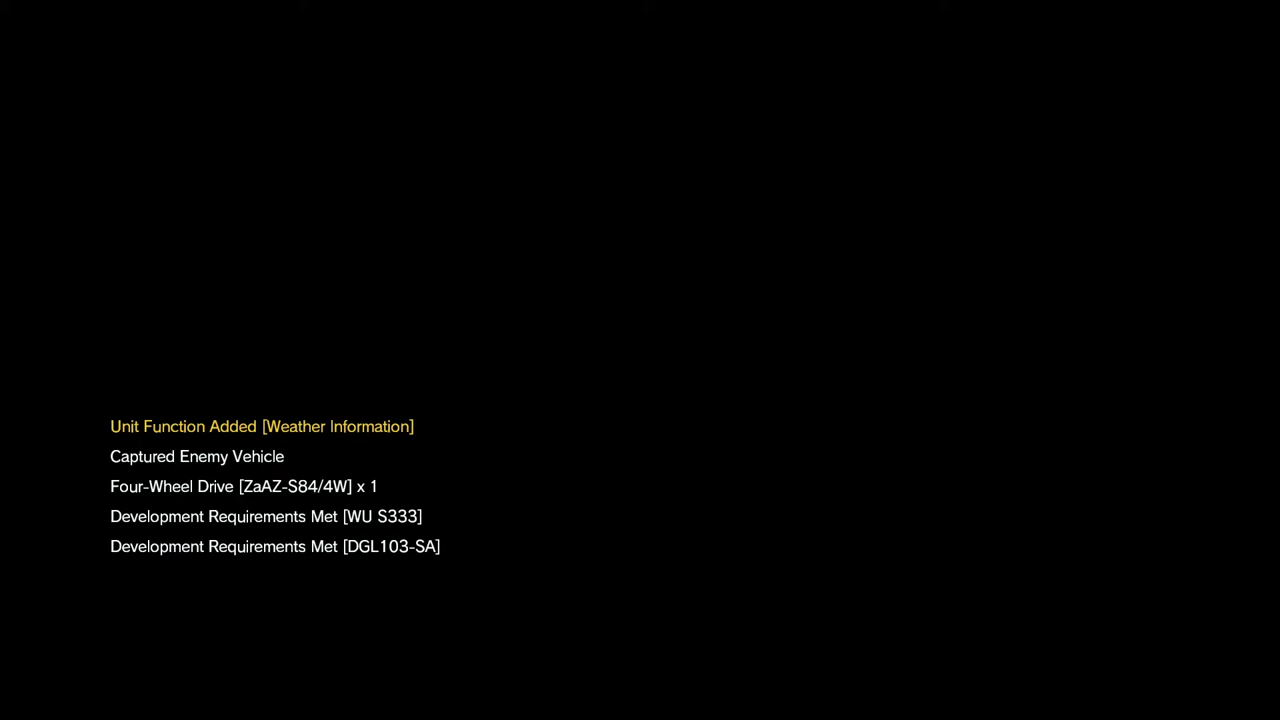 Unit Function Added [Weather Information]
Captured Enemy Vehicle
Four-Wheel Drive [ZaAZ-S84/4W] x 1
Development Requirements Met [WU S333]
Development Requirements Met [DGL103-SA]